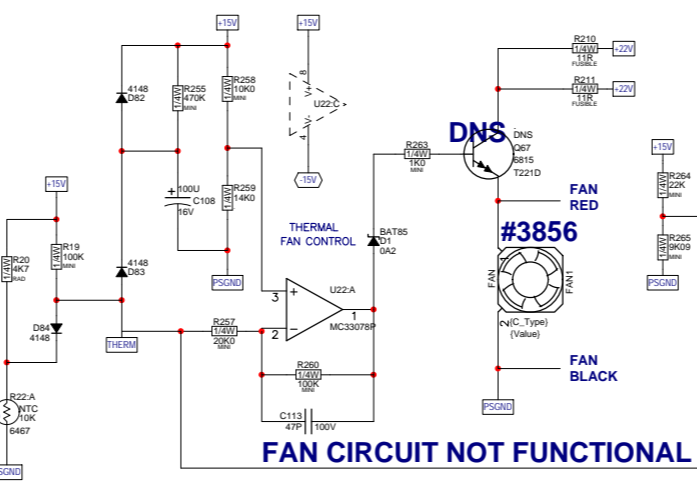 +15V
+15V
R210
1/4W
+22V
11R
FUSIBLE
R211
1/4W
+22V
11R
FUSIBLE
4148
D82
R255
470K
1/4W
MINI
R258
10K0
1/4W
MINI
8
V+
U22:C
V-
4
-15V
DNS
DNS
Q67
6815
T221D
R263
1/4W
1K0
MINI
+15V
R264
22K
1/4W
MINI
+ 100U
C108
16V
R259
14K0
1/4W
MINI
+15V
FAN
RED
THERMAL
FAN CONTROL
BAT85
D1
0A2
#3856
R20
4K7
1/4W
RAD
R19
100K
1/4W
MINI
4148
D83
PSGND
R265
9K09
1/4W
MINI
PSGND
3
+
U22:A
1
MC33078P
2
−
1
FAN
FAN1
2
{C_Type}
{Value}
D84
4148
THERM
R257
1/4W
20K0
MINI
R260
1/4W
100K
MINI
FAN
BLACK
R22:A
NTC
10K
6467
C113
47P
100V
PSGND
SGND
FAN CIRCUIT NOT FUNCTIONAL